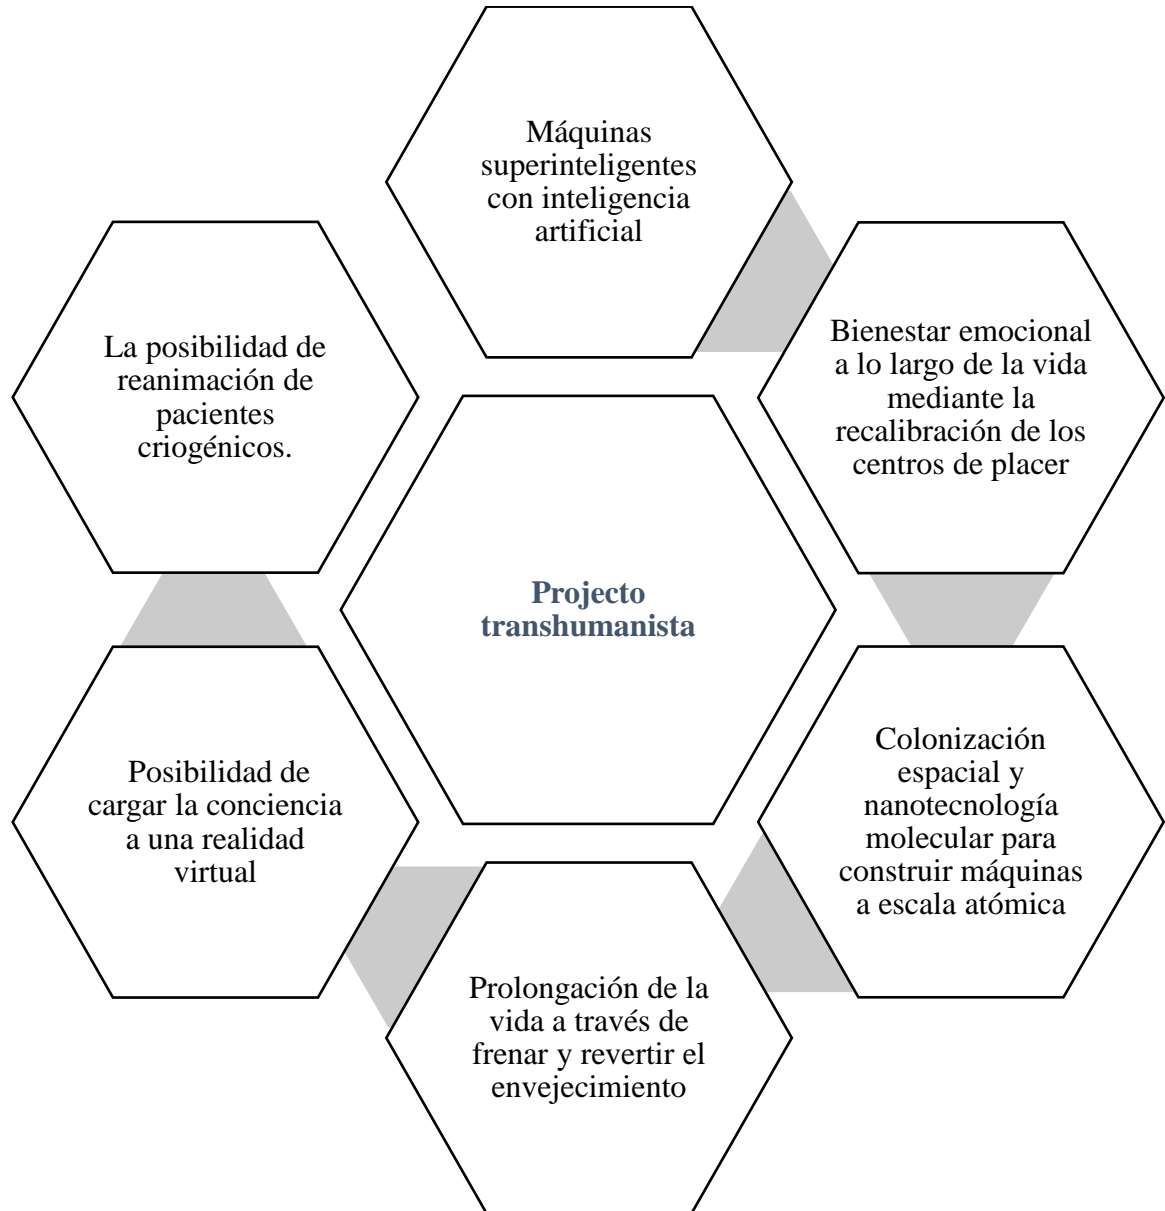 Máquinas
superinteligentes
con inteligencia
artificial
Bienestar emocional
a lo largo de la vida
mediante la
recalibración de los
centros de placer
Colonización
espacial y
nanotecnología
molecular para
construir máquinas
a escala atómica
Prolongación de la
vida a través de
frenar y revertir el
envejecimiento
Posibilidad de
cargar la conciencia
a una realidad
virtual
La posibilidad de
reanimación de
pacientes
criogénicos.
Projecto
transhumanista